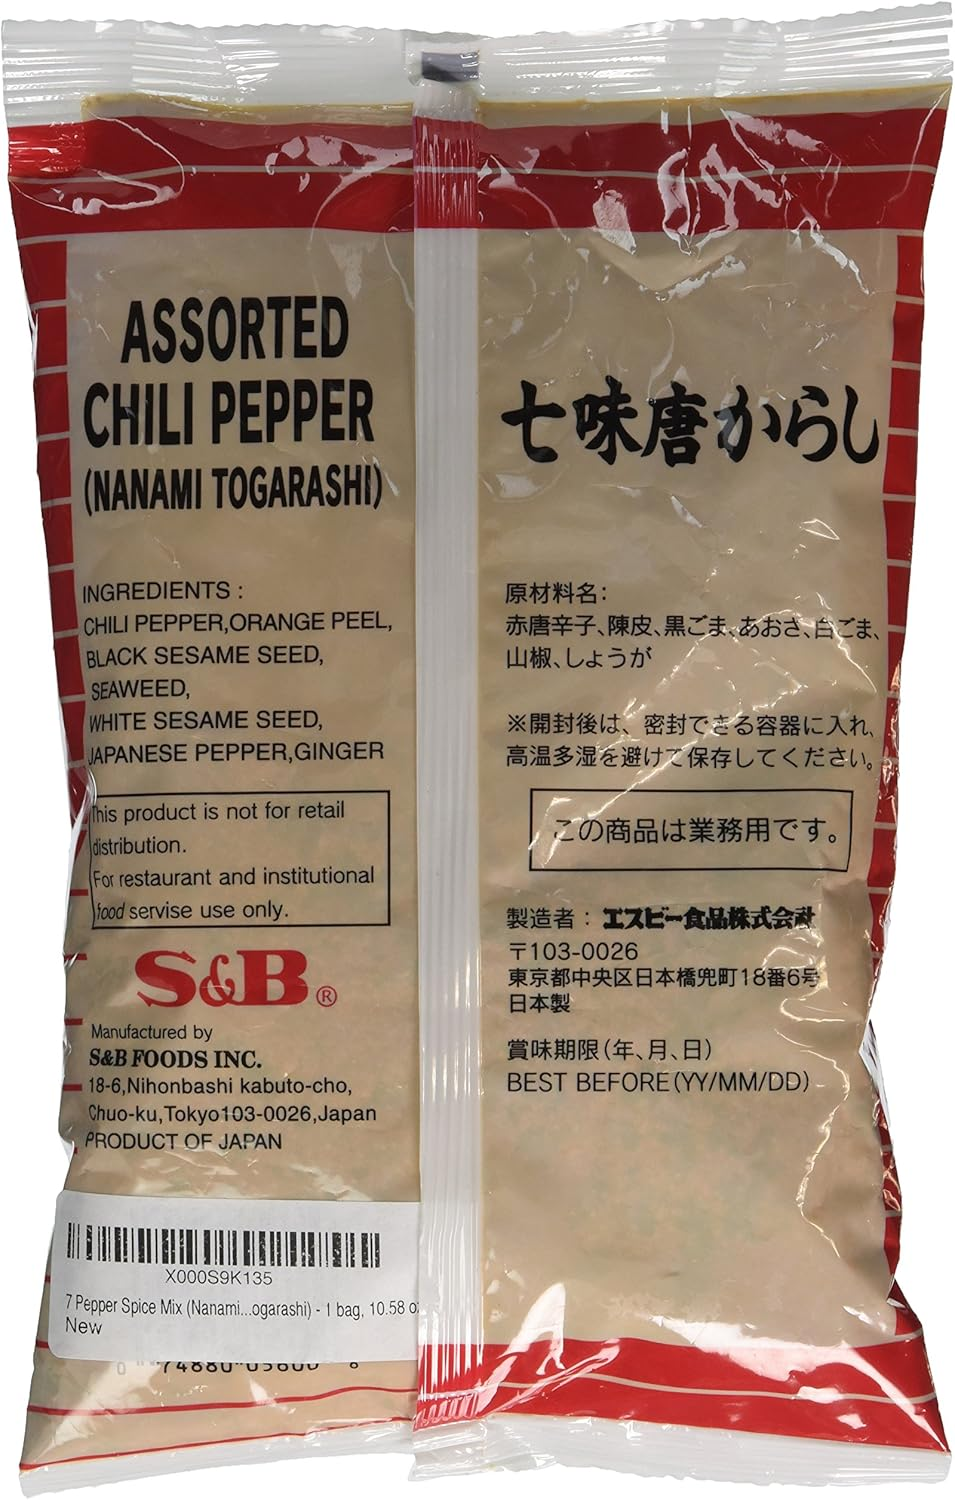 ASSORTED
CHILI PEPPER
(NANAMI TOGARASHI)
INGREDIENTS :
CHILI PEPPER,ORANGE PEEL,
BLACK SESAME SEED,
SEAWEED,
WHITE SESAME SEED,
JAPANESE PEPPER,GINGER
This product is not for retail
distribution.
For restaurant and institutional
food servise use only.
S&B®
Manufactured by
S&B FOODS INC.
18-6,Nihonbashi kabuto-cho,
Chuo-ku,Tokyo103-0026,Japan
PRODUCT OF JAPAN
X000S9K135
7 Pepper Spice Mix (Nanami...ogarashi) - 1 bag, 10.58
New
0 74880 05600 8
七味唐からし
原材料名：
赤唐辛子、陳皮、黒ごま、あおさ、白ごま、
山椒、しょうが
※開封後は、密封できる容器に入れ、
高温多湿を避けて保存してください。
この商品は業務用です。
製造者：エスビー食品株式会社
〒103-0026
東京都中央区日本橋兜町18番6号
日本製
賞味期限(年、月、日)
BEST BEFORE(YY/MM/DD)